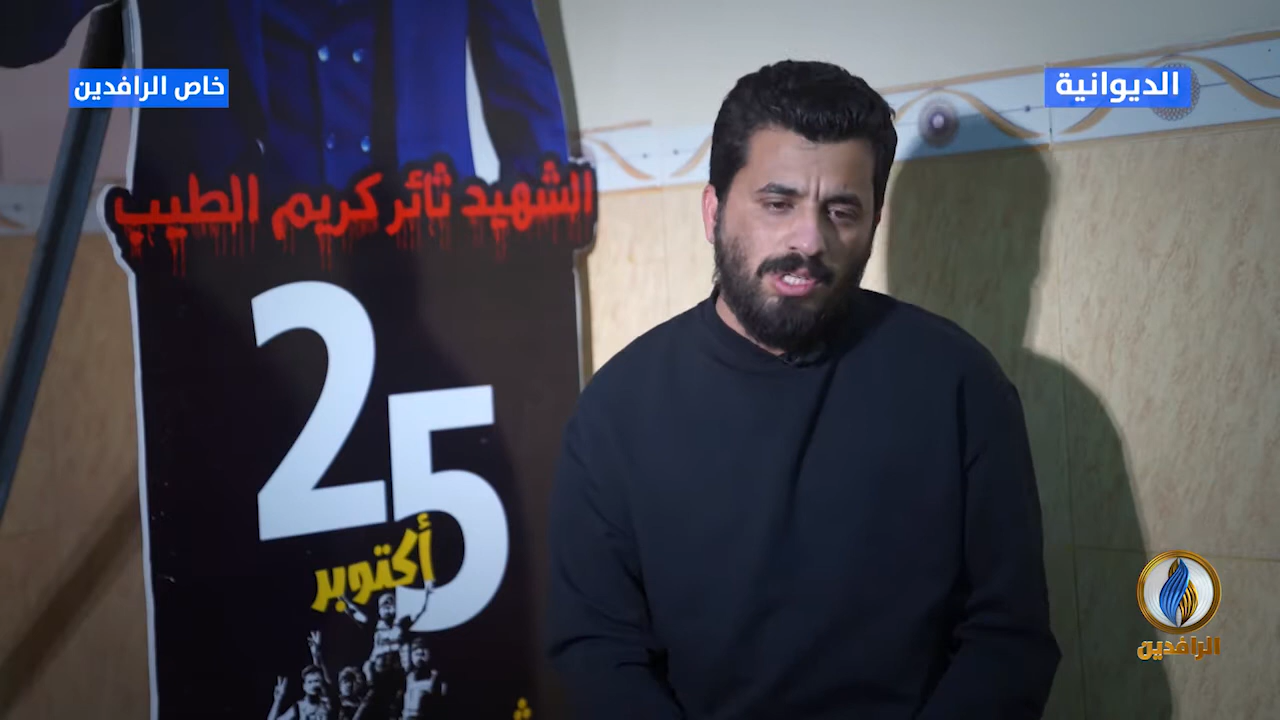 الديوانية
خاص الرافدين
الشهيد ثائر كريم الطيب
25
أكتوبر
الرافدين